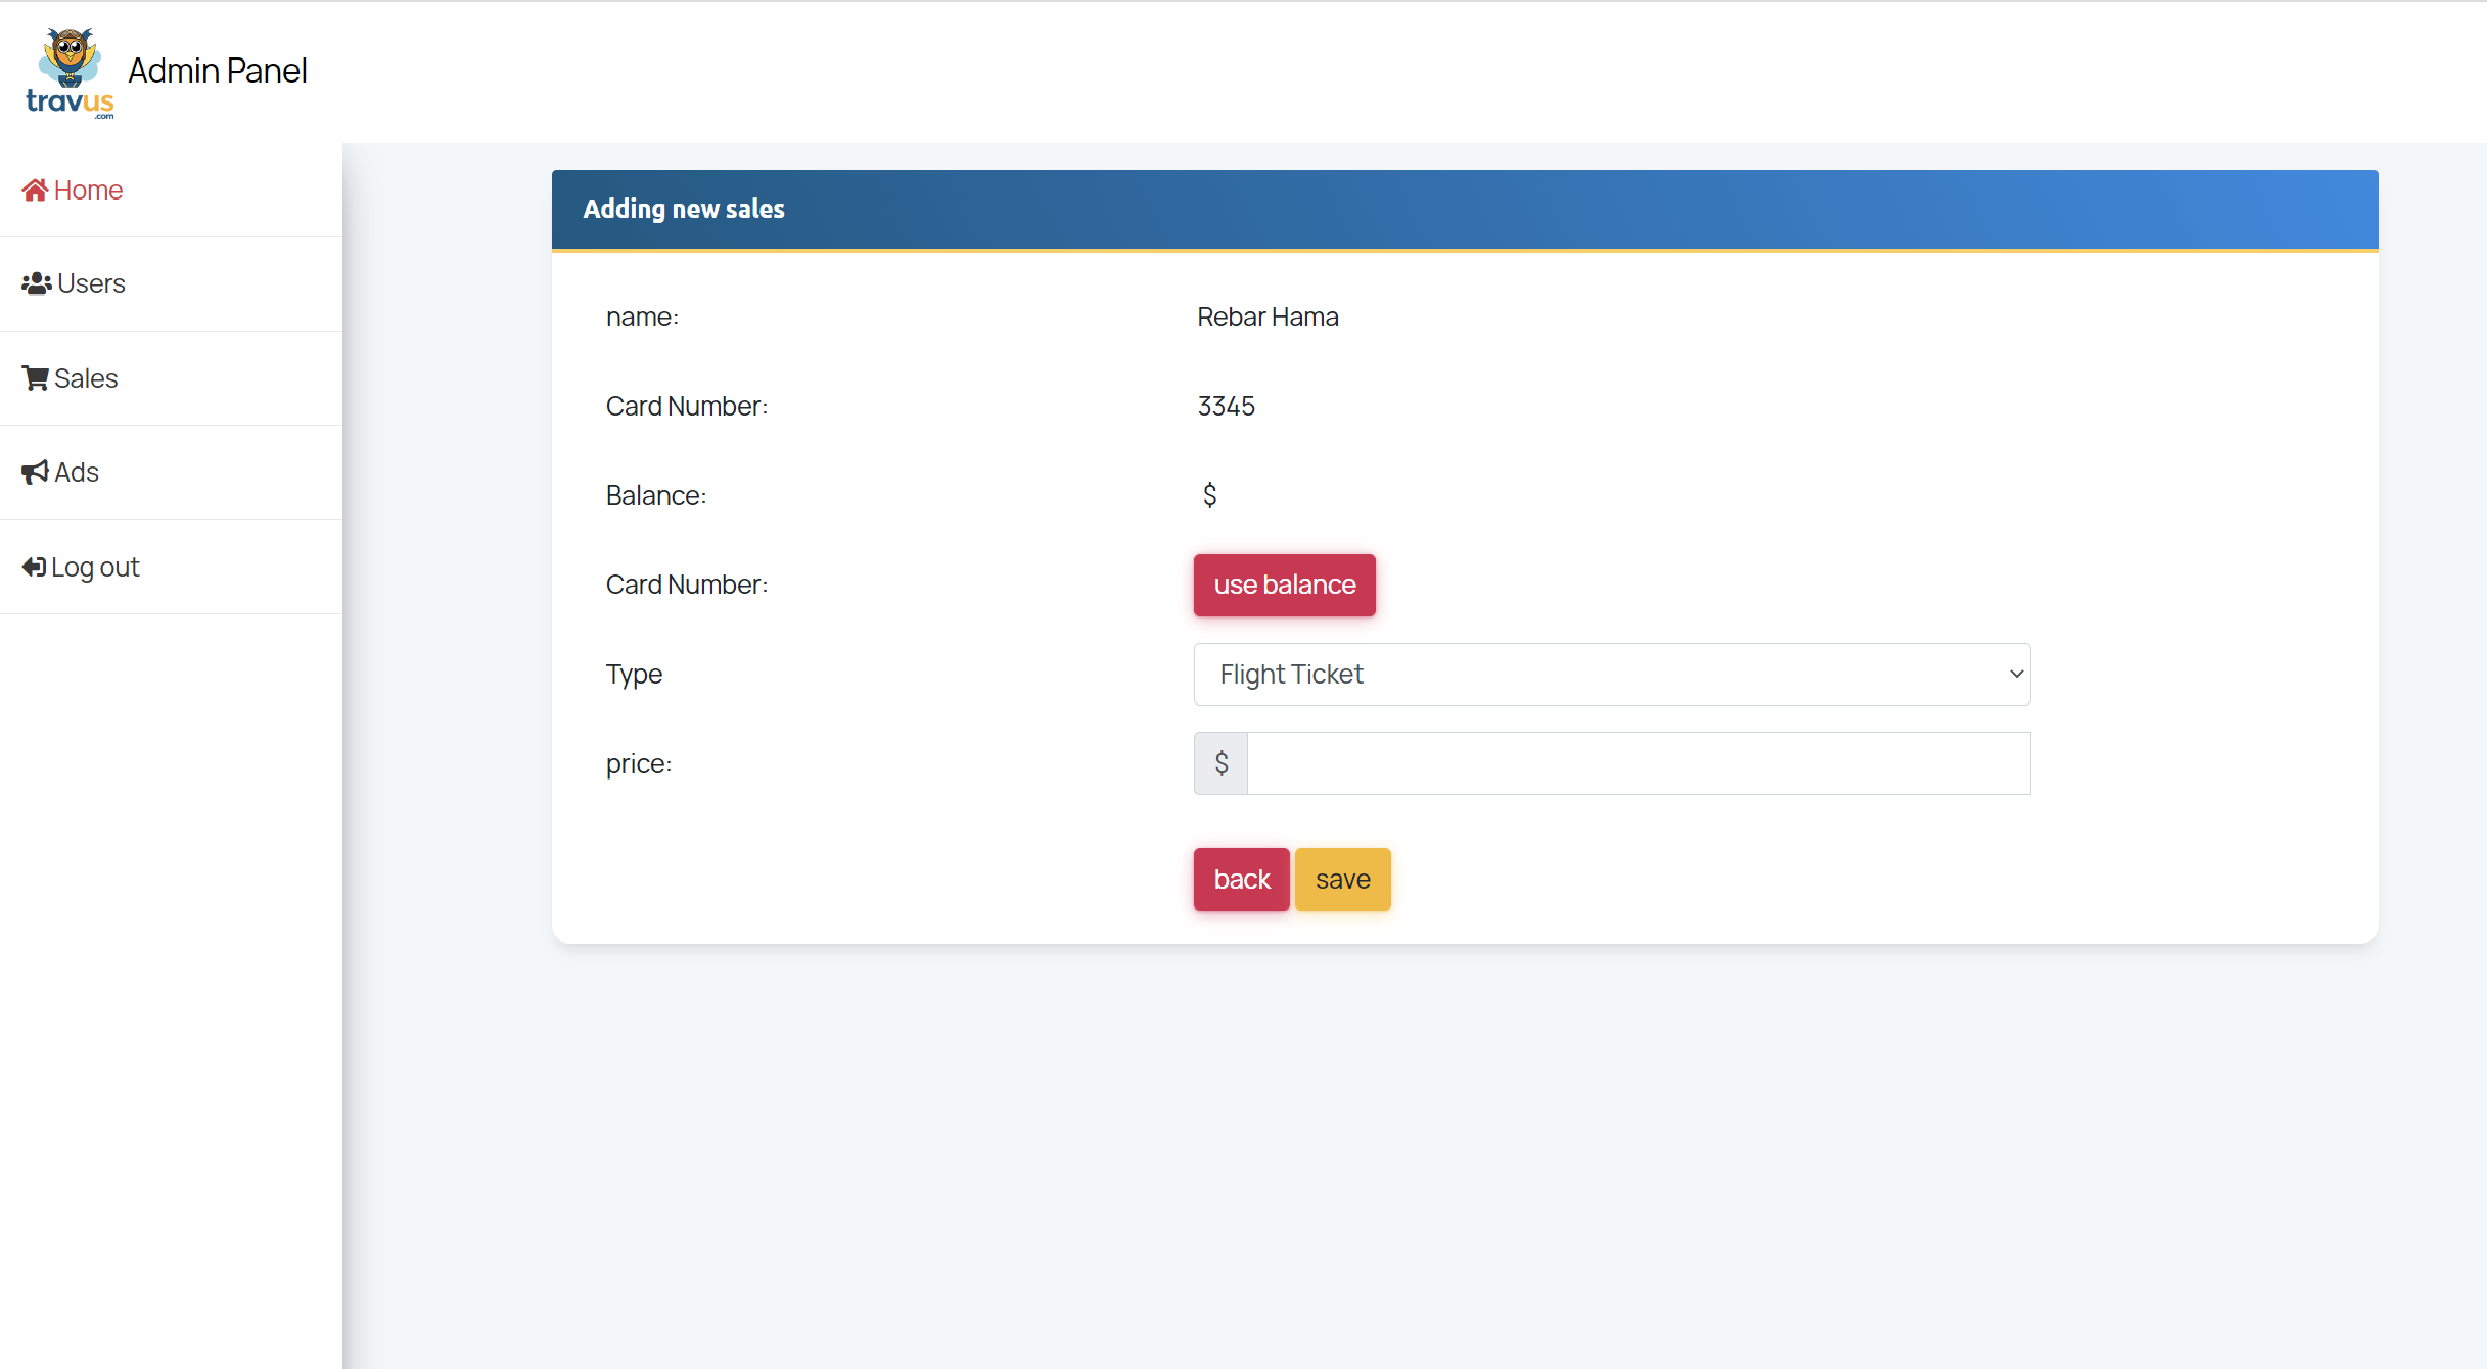 travus
.com
Admin Panel
Home
Users
Sales
Ads
Log out
Adding new sales
name: Rebar Hama
Card Number: 3345
Balance: $
Card Number: use balance
Type Flight Ticket
price: $
back save